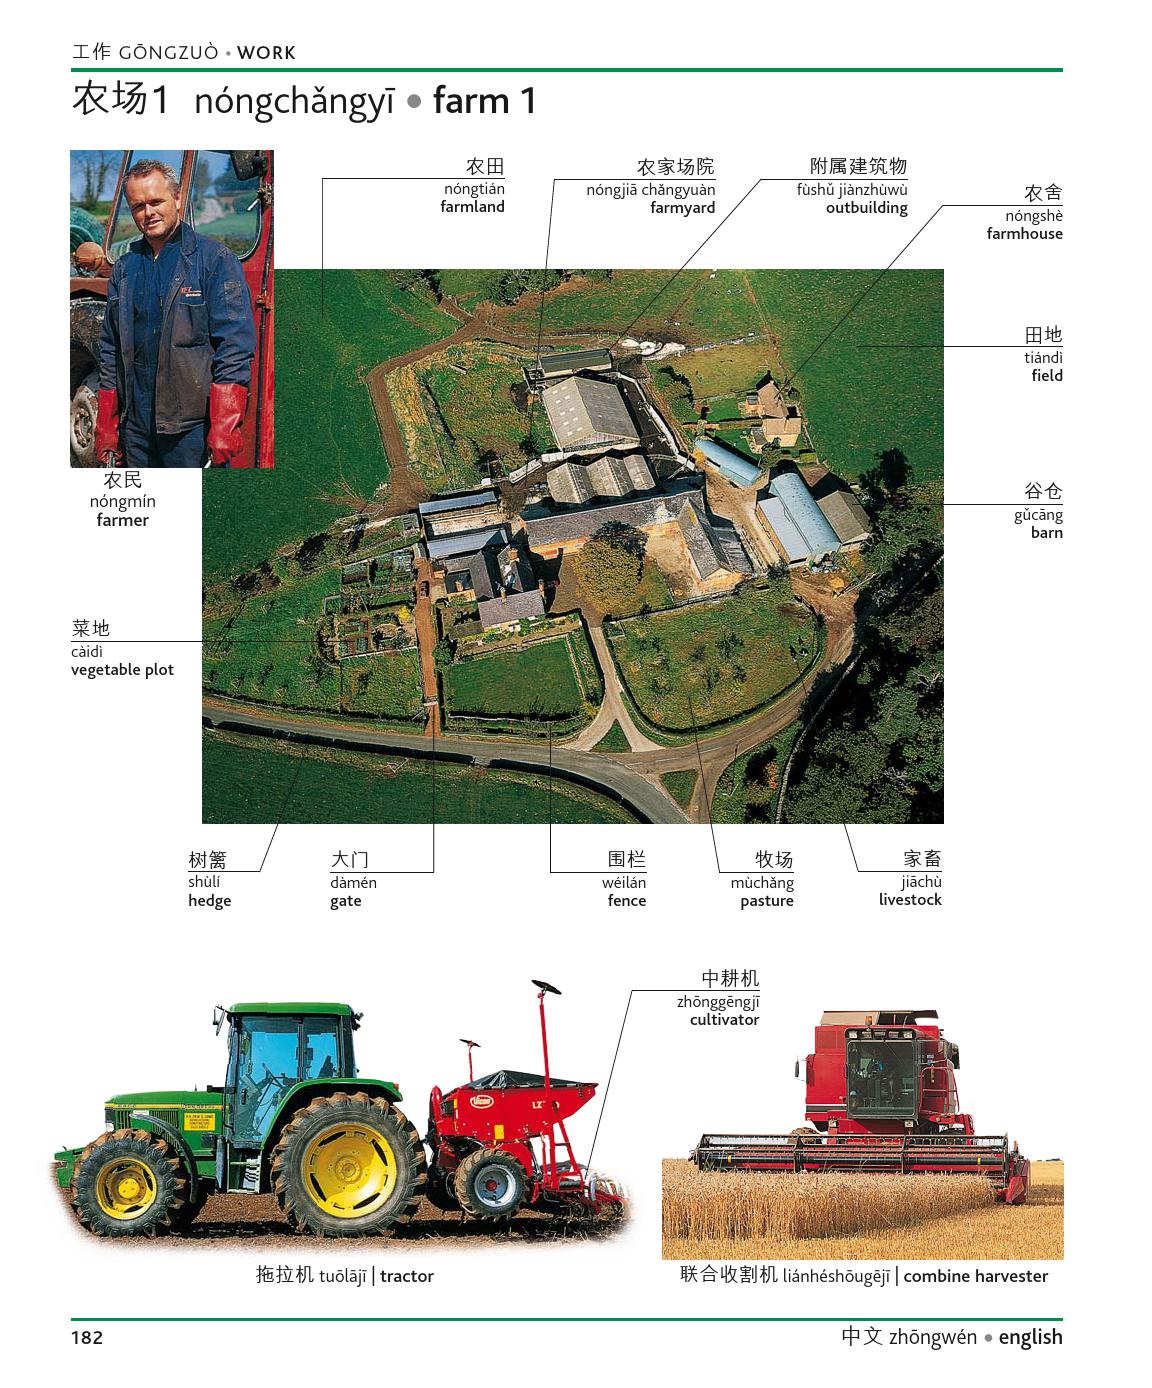 工作 GŌNGZUÒ • WORK
农场1 nóngchǎngyī • farm 1
农田
nóngtián
farmland
农家场院
nóngjiā chǎngyuàn
farmyard
附属建筑物
fùshǔ jiànzhùwù
outbuilding
农舍
nóngshè
farmhouse
田地
tiándì
field
农民
nóngmín
farmer
谷仓
gǔcāng
barn
菜地
càidì
vegetable plot
树篱
shùlí
hedge
大门
dàmén
gate
围栏
wéilán
fence
牧场
mùchǎng
pasture
家畜
jiāchù
livestock
中耕机
zhōnggēngjī
cultivator
LZ
拖拉机 tuōlājī | tractor
联合收割机 liánhéshōugējī | combine harvester
182
中文 zhōngwén • english